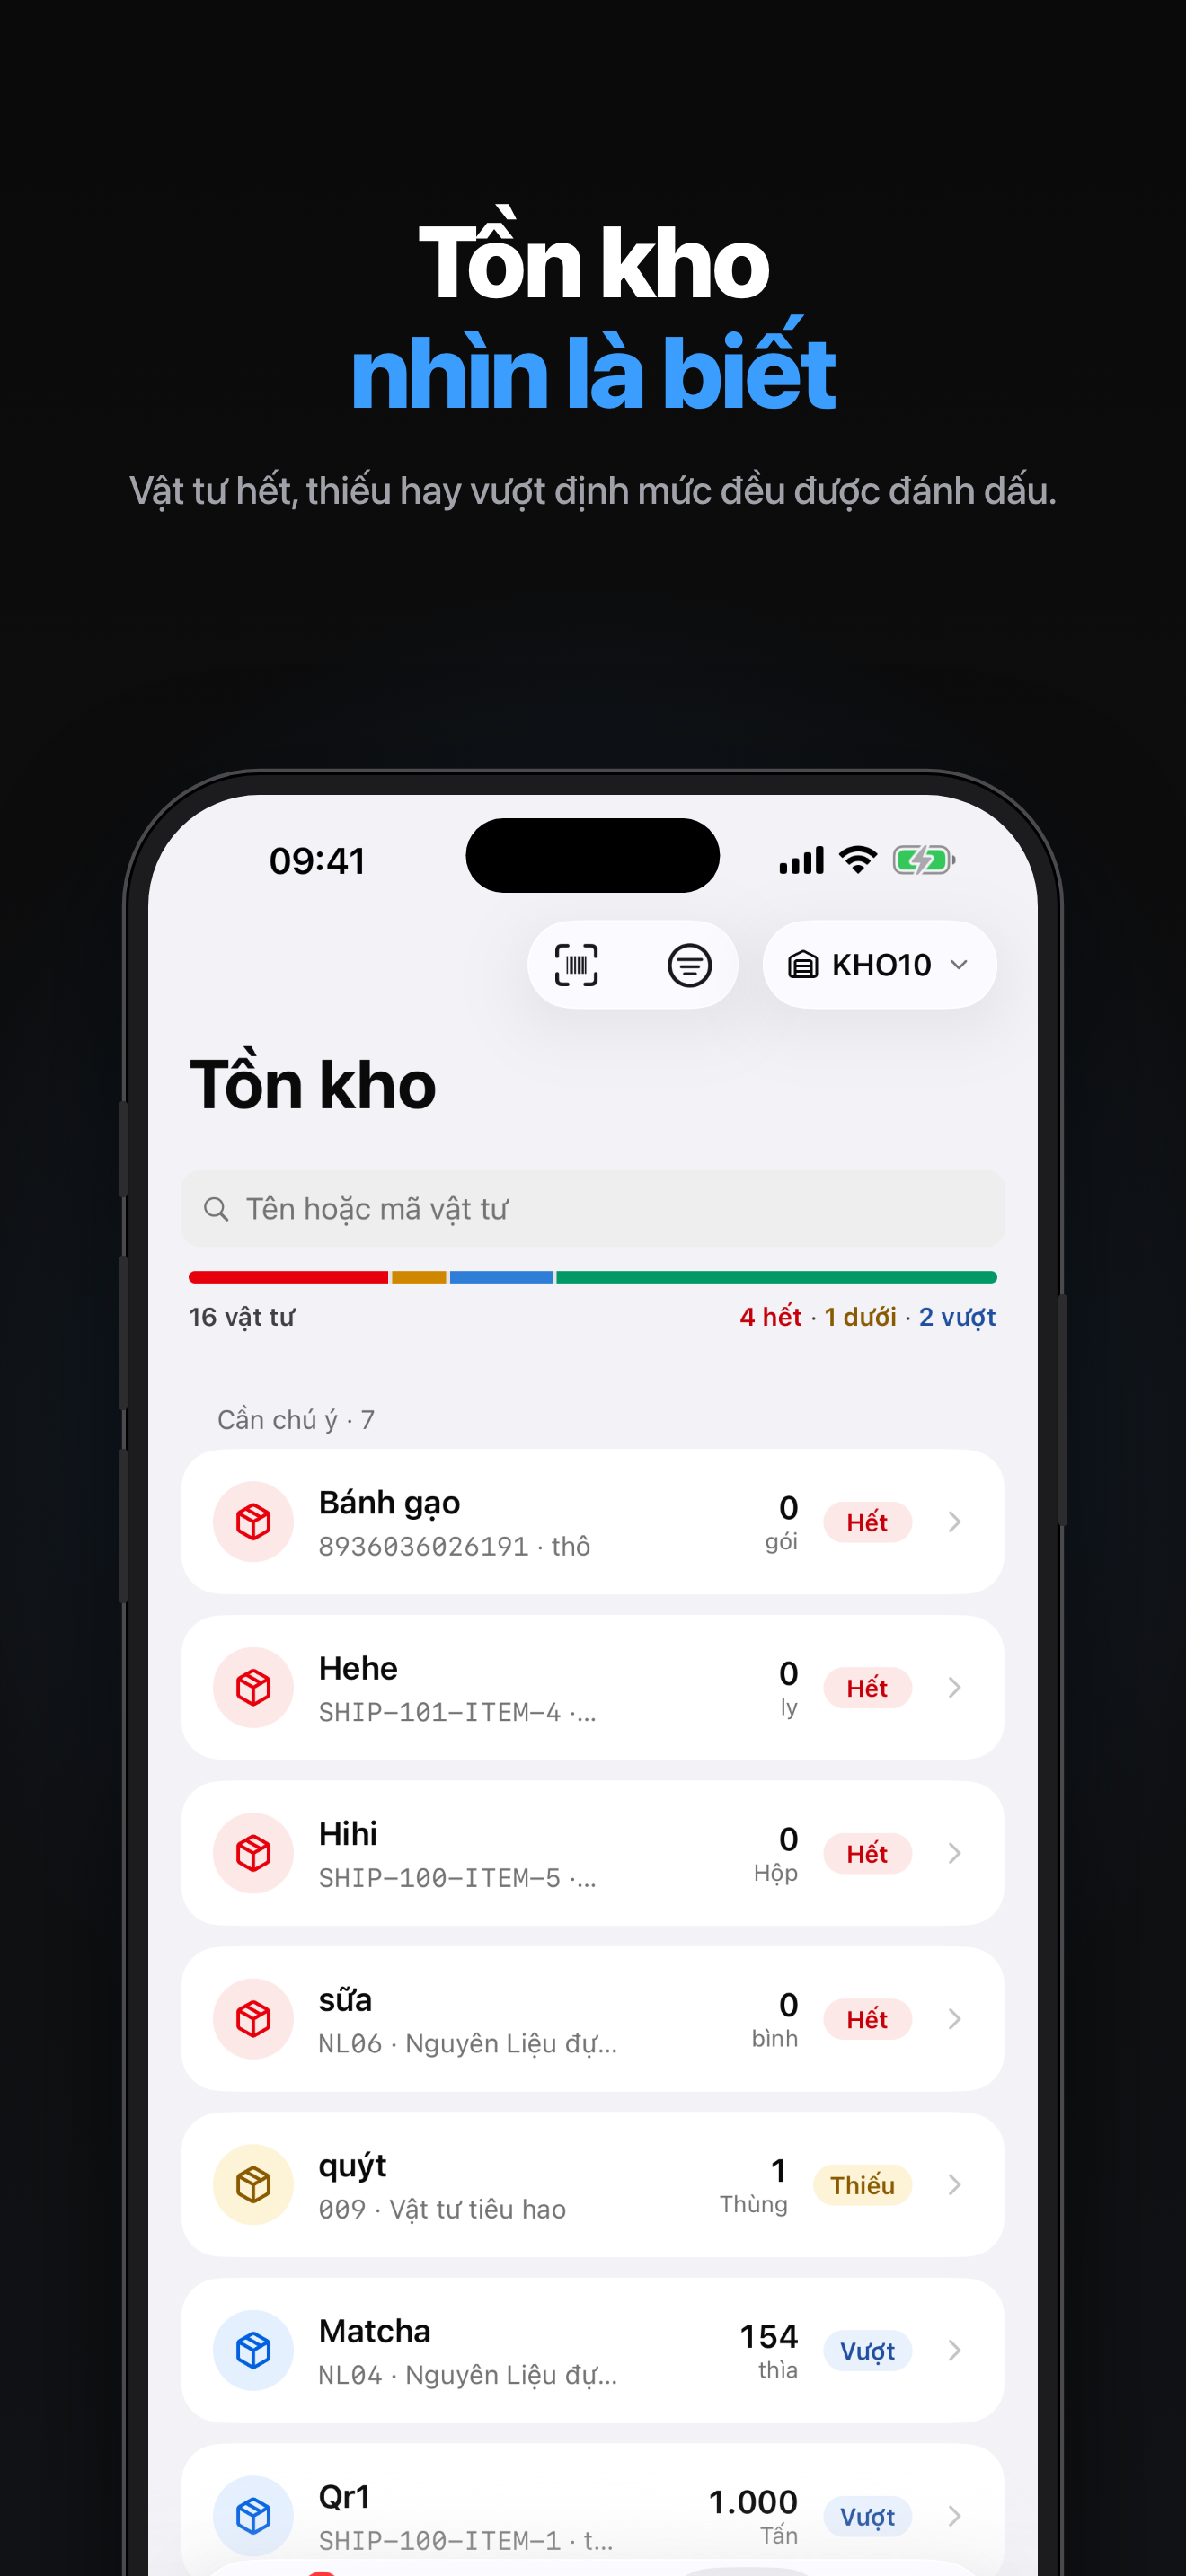 Tồn kho
nhìn là biết
Vật tư hết, thiếu hay vượt định mức đều được đánh dấu.
09:41
KHO10
Tồn kho
Tên hoặc mã vật tư
16 vật tư
4 hết · 1 dưới · 2 vượt
Cần chú ý · 7
Bánh gạo
8936036026191 · thô
0
gói
Hết
Hehe
SHIP-101-ITEM-4 ·...
0
ly
Hết
Hihi
SHIP-100-ITEM-5 ·...
0
Hộp
Hết
sữa
NL06 · Nguyên Liệu dự...
0
bình
Hết
quýt
009 · Vật tư tiêu hao
1
Thùng
Thiếu
Matcha
NL04 · Nguyên Liệu dự...
154
thìa
Vượt
Qr1
SHIP-100-ITEM-1 · t...
1.000
Tấn
Vượt